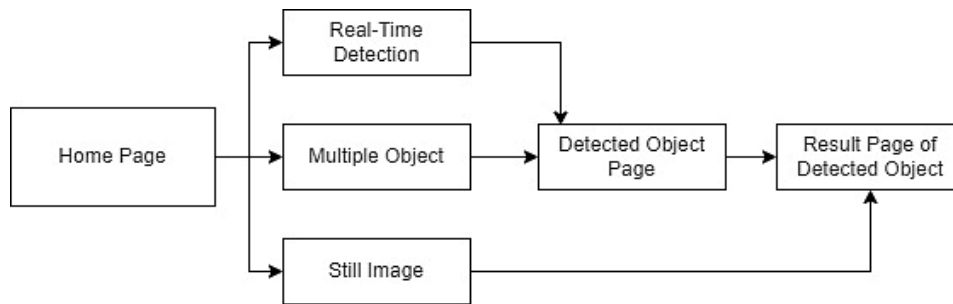 Real-Time
Detection
Home Page
Multiple Object
Detected Object
Page
Result Page of
Detected Object
Still Image